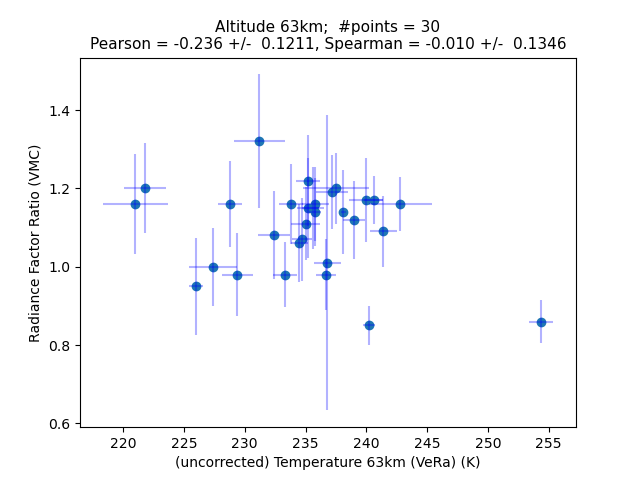 Altitude 63km;  #points = 30
Pearson = -0.236 +/-  0.1211, Spearman = -0.010 +/-  0.1346
1.4
1.2
1.0
0.8
0.6
Radiance Factor Ratio (VMC)
220 225 230 235 240 245 250 255
(uncorrected) Temperature 63km (VeRa) (K)